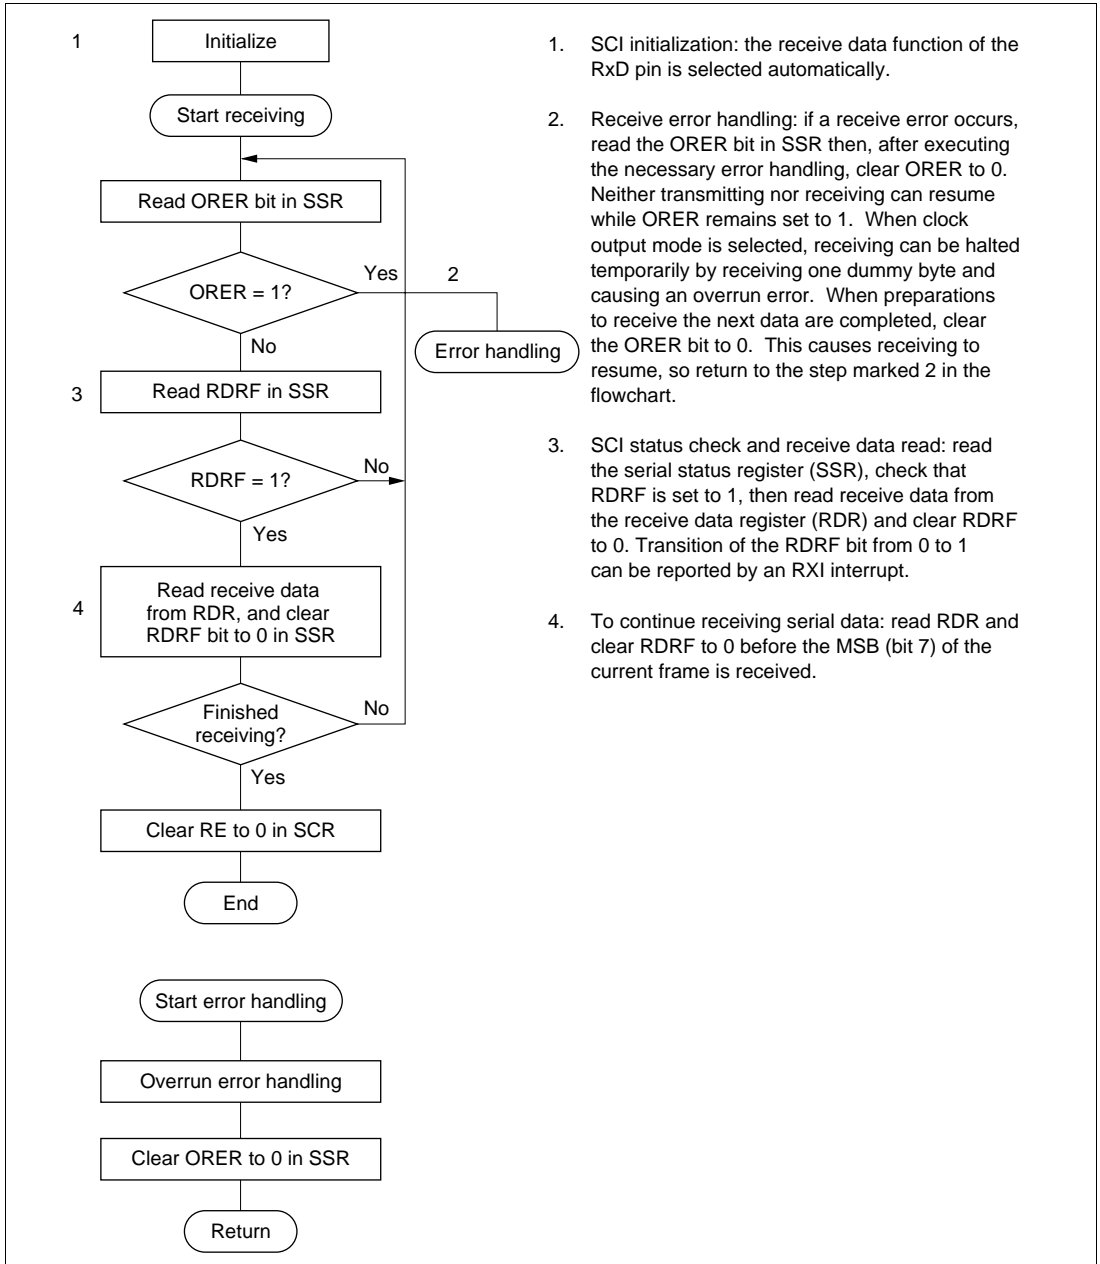 1
Initialize
Start receiving
Read ORER bit in SSR
ORER = 1?
Yes
2
No
Error handling
3
Read RDRF in SSR
RDRF = 1?
No
Yes
4
Read receive data
from RDR, and clear
RDRF bit to 0 in SSR
Finished
receiving?
No
Yes
Clear RE to 0 in SCR
End
Start error handling
Overrun error handling
Clear ORER to 0 in SSR
Return
1. SCI initialization: the receive data function of the
RxD pin is selected automatically.
2. Receive error handling: if a receive error occurs,
read the ORER bit in SSR then, after executing
the necessary error handling, clear ORER to 0.
Neither transmitting nor receiving can resume
while ORER remains set to 1. When clock
output mode is selected, receiving can be halted
temporarily by receiving one dummy byte and
causing an overrun error. When preparations
to receive the next data are completed, clear
the ORER bit to 0. This causes receiving to
resume, so return to the step marked 2 in the
flowchart.
3. SCI status check and receive data read: read
the serial status register (SSR), check that
RDRF is set to 1, then read receive data from
the receive data register (RDR) and clear RDRF
to 0. Transition of the RDRF bit from 0 to 1
can be reported by an RXI interrupt.
4. To continue receiving serial data: read RDR and
clear RDRF to 0 before the MSB (bit 7) of the
current frame is received.